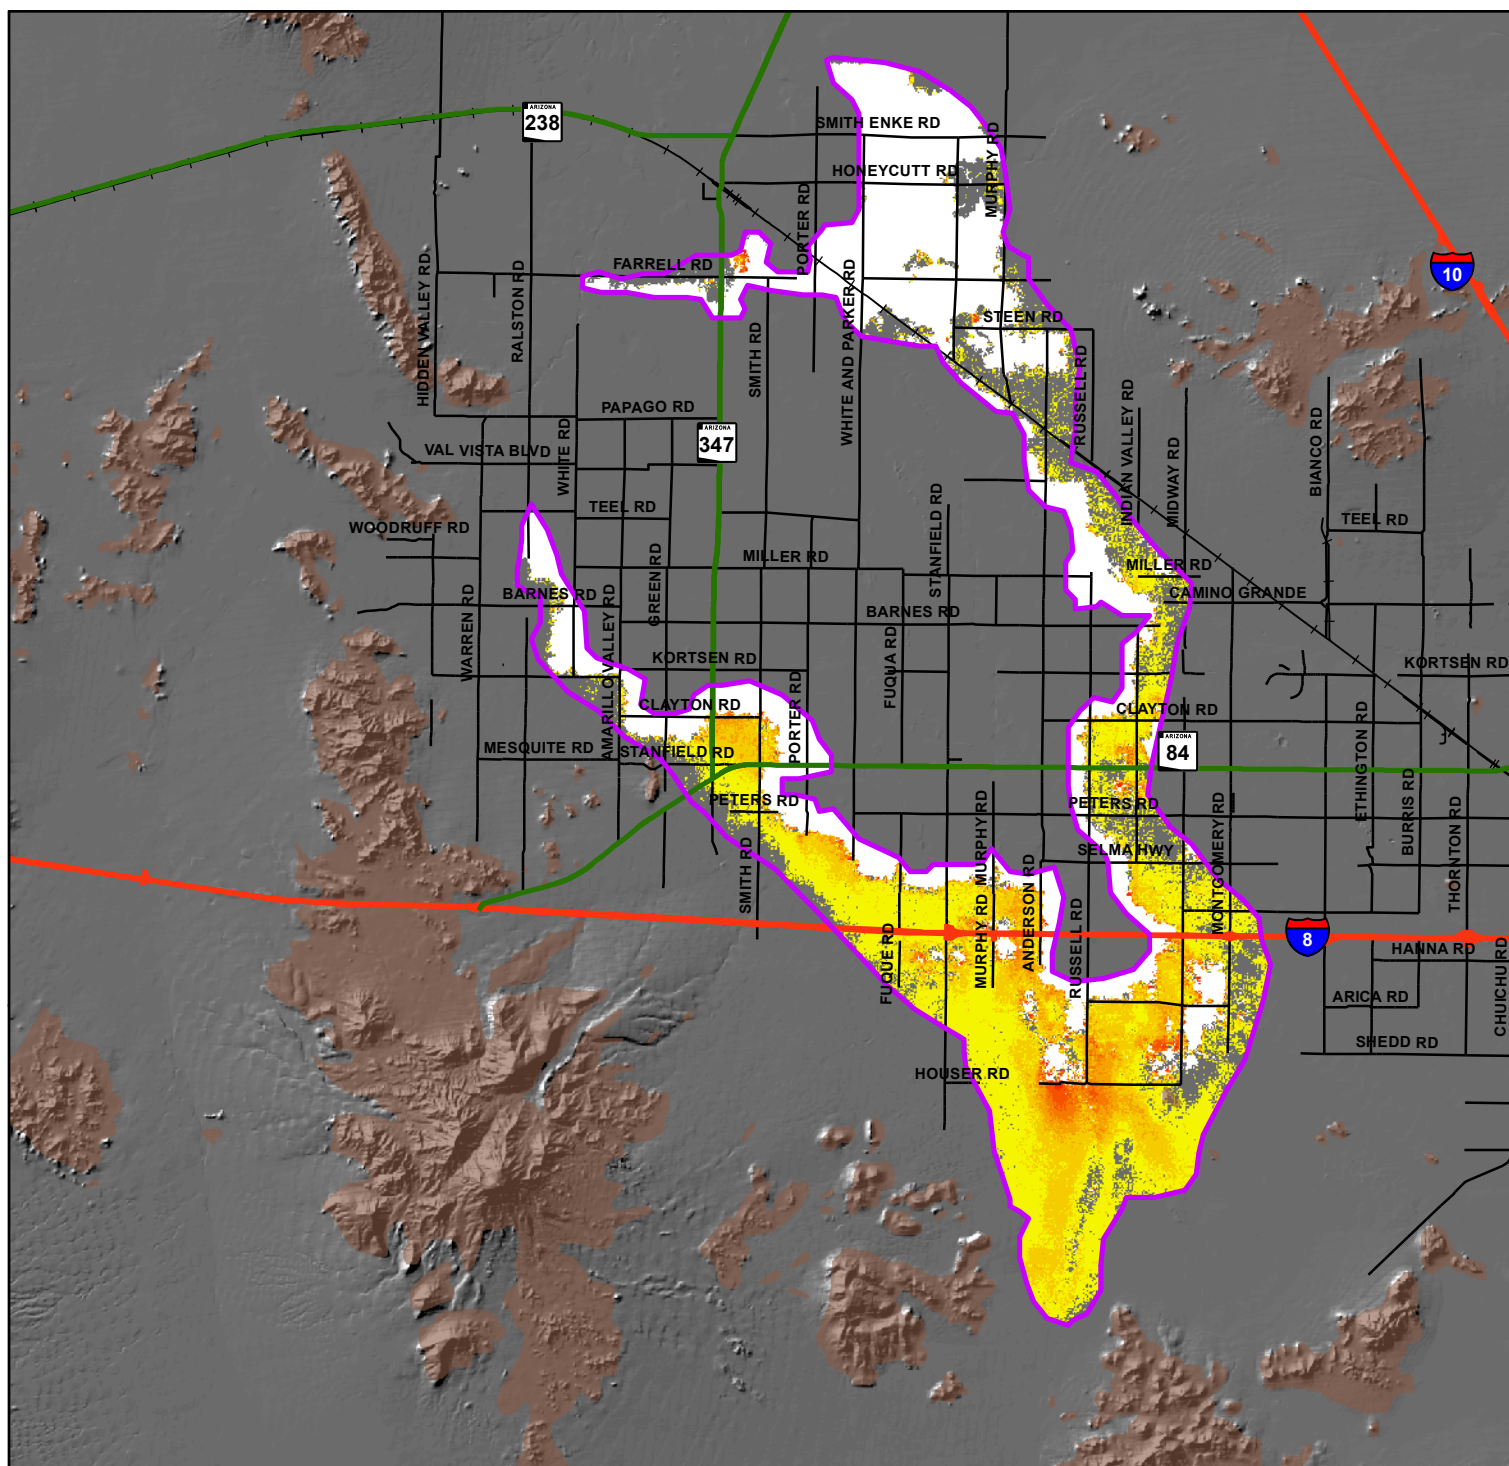 ARIZONA
238
SMITH ENKE RD
HONEYCUTT RD
MURPHY RD
PORTER RD
FARRELL RD
HIDDEN VALLEY RD
RALSTON RD
WHITE AND PARKER RD
10
STEEN RD
SMITH RD
RUSSELL RD
PAPAGO RD
INDIAN VALLEY RD
ARIZONA
347
VAL VISTA BLVD
WHITE RD
MIDWAY RD
BIANCO RD
TEEL RD
WOODRUFF RD
STANFIELD RD
TEEL RD
MILLER RD
MILLER RD
GREEN RD
BARNES RD
AMARILLO VALLEY RD
WARREN RD
BARNES RD
CAMINO GRANDE
FUQUA RD
KORTSEN RD
KORTSEN RD
CLAYTON RD
PORTER RD
CLAYTON RD
MESQUITE RD
STANFIELD RD
ARIZONA
84
ETHINGTON RD
BURRIS RD
PETERS RD
MURPHY RD
PETERS RD
MONTGOMERY RD
THORNTON RD
SELMA HWY
SMITH RD
MURPHY RD
ANDERSON RD
RUSSELL RD
FUQUE RD
8
HANNA RD
CHUICHU RD
ARICA RD
SHEDD RD
HOUSER RD